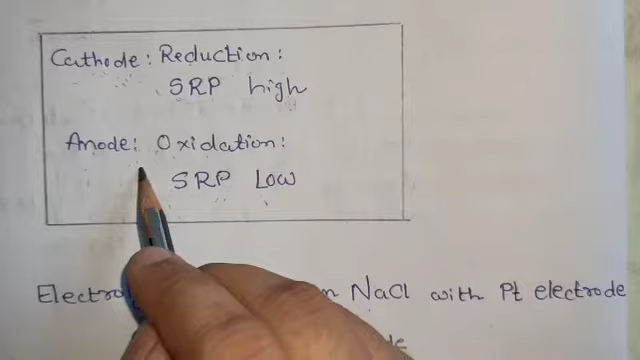 Cathode: Reduction:
SRP high
Anode: Oxidation:
SRP Low
NaCl with Pt electrode